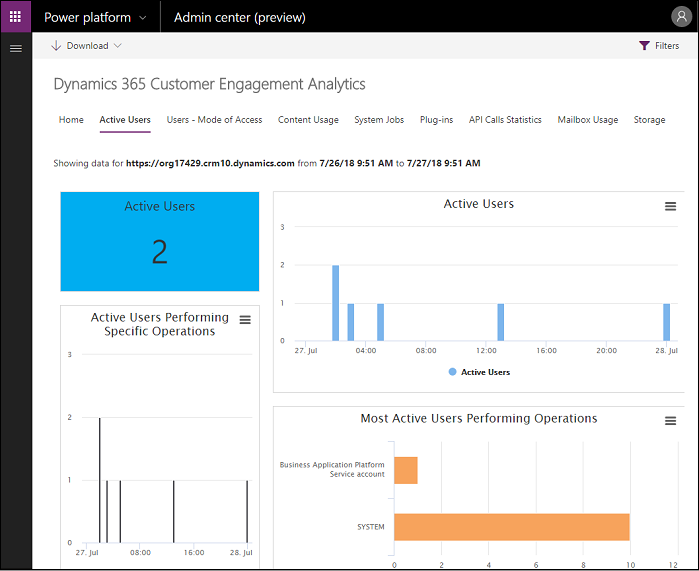 Power platform Admin center (preview)
Download Filters
Dynamics 365 Customer Engagement Analytics
Home Active Users Users - Mode of Access Content Usage System Jobs Plug-ins API Calls Statistics Mailbox Usage Storage
Showing data for https://org17429.crm10.dynamics.com from 7/26/18 9:51 AM to 7/27/18 9:51 AM
Active Users
2
Active Users
3
2
1
0
27. Jul 04:00 08:00 12:00 16:00 20:00 28. Jul
Active Users
Active Users Performing
Specific Operations
3
2
1
0
27. Jul 08:00 16:00 28. Jul
Most Active Users Performing Operations
Business Application Platform
Service account
SYSTEM
0 2 4 6 8 10 12